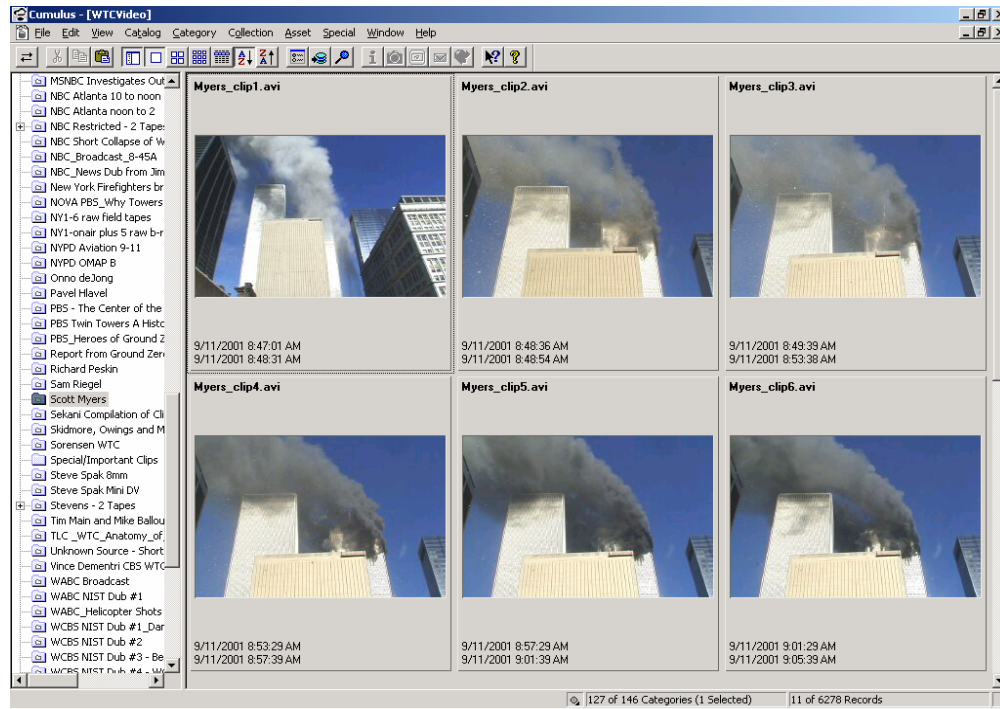 Cumulus - [WTCVideo]
File Edit View Catalog Category Collection Asset Special Window Help
MSNBC Investigates Out
NBC Atlanta 10 to noon
NBC Atlanta noon to 2
NBC Restricted - 2 Tape
NBC Short Collapse of W
NBC_Broadcast_8-45A
NBC_News Dub from Jim
New York Firefighters br
NOVA PBS_Why Towers
NY1-6 raw field tapes
NY1-onair plus 5 raw b-r
NYPD Aviation 9-11
NYPD OMAP B
Onno deJong
Pavel Hlavel
PBS - The Center of the
PBS Twin Towers A Histo
PBS_Heroes of Ground Z
Report from Ground Zero
Richard Peskin
Sam Riegel
Scott Myers
Sekani Compilation of Cli
Skidmore, Owings and M
Sorensen WTC
Special/Important Clips
Steve Spak 8mm
Steve Spak Mini DV
Stevens - 2 Tapes
Tim Main and Mike Ballou
TLC _WTC_Anatomy_of_
Unknown Source - Short
Vince Dementri CBS WTC
WABC Broadcast
WABC NIST Dub #1
WABC_Helicopter Shots
WCBS NIST Dub #1_Dar
WCBS NIST Dub #2
WCBS NIST Dub #3 - Be
WCBS NIST Dub #4 - W
Myers_clip1.avi
9/11/2001 8:47:01 AM
9/11/2001 8:48:31 AM
Myers_clip2.avi
9/11/2001 8:48:36 AM
9/11/2001 8:48:54 AM
Myers_clip3.avi
9/11/2001 8:49:39 AM
9/11/2001 8:53:38 AM
Myers_clip4.avi
9/11/2001 8:53:29 AM
9/11/2001 8:57:39 AM
Myers_clip5.avi
9/11/2001 8:57:29 AM
9/11/2001 9:01:39 AM
Myers_clip6.avi
9/11/2001 9:01:29 AM
9/11/2001 9:05:39 AM
127 of 146 Categories (1 Selected)
11 of 6278 Records